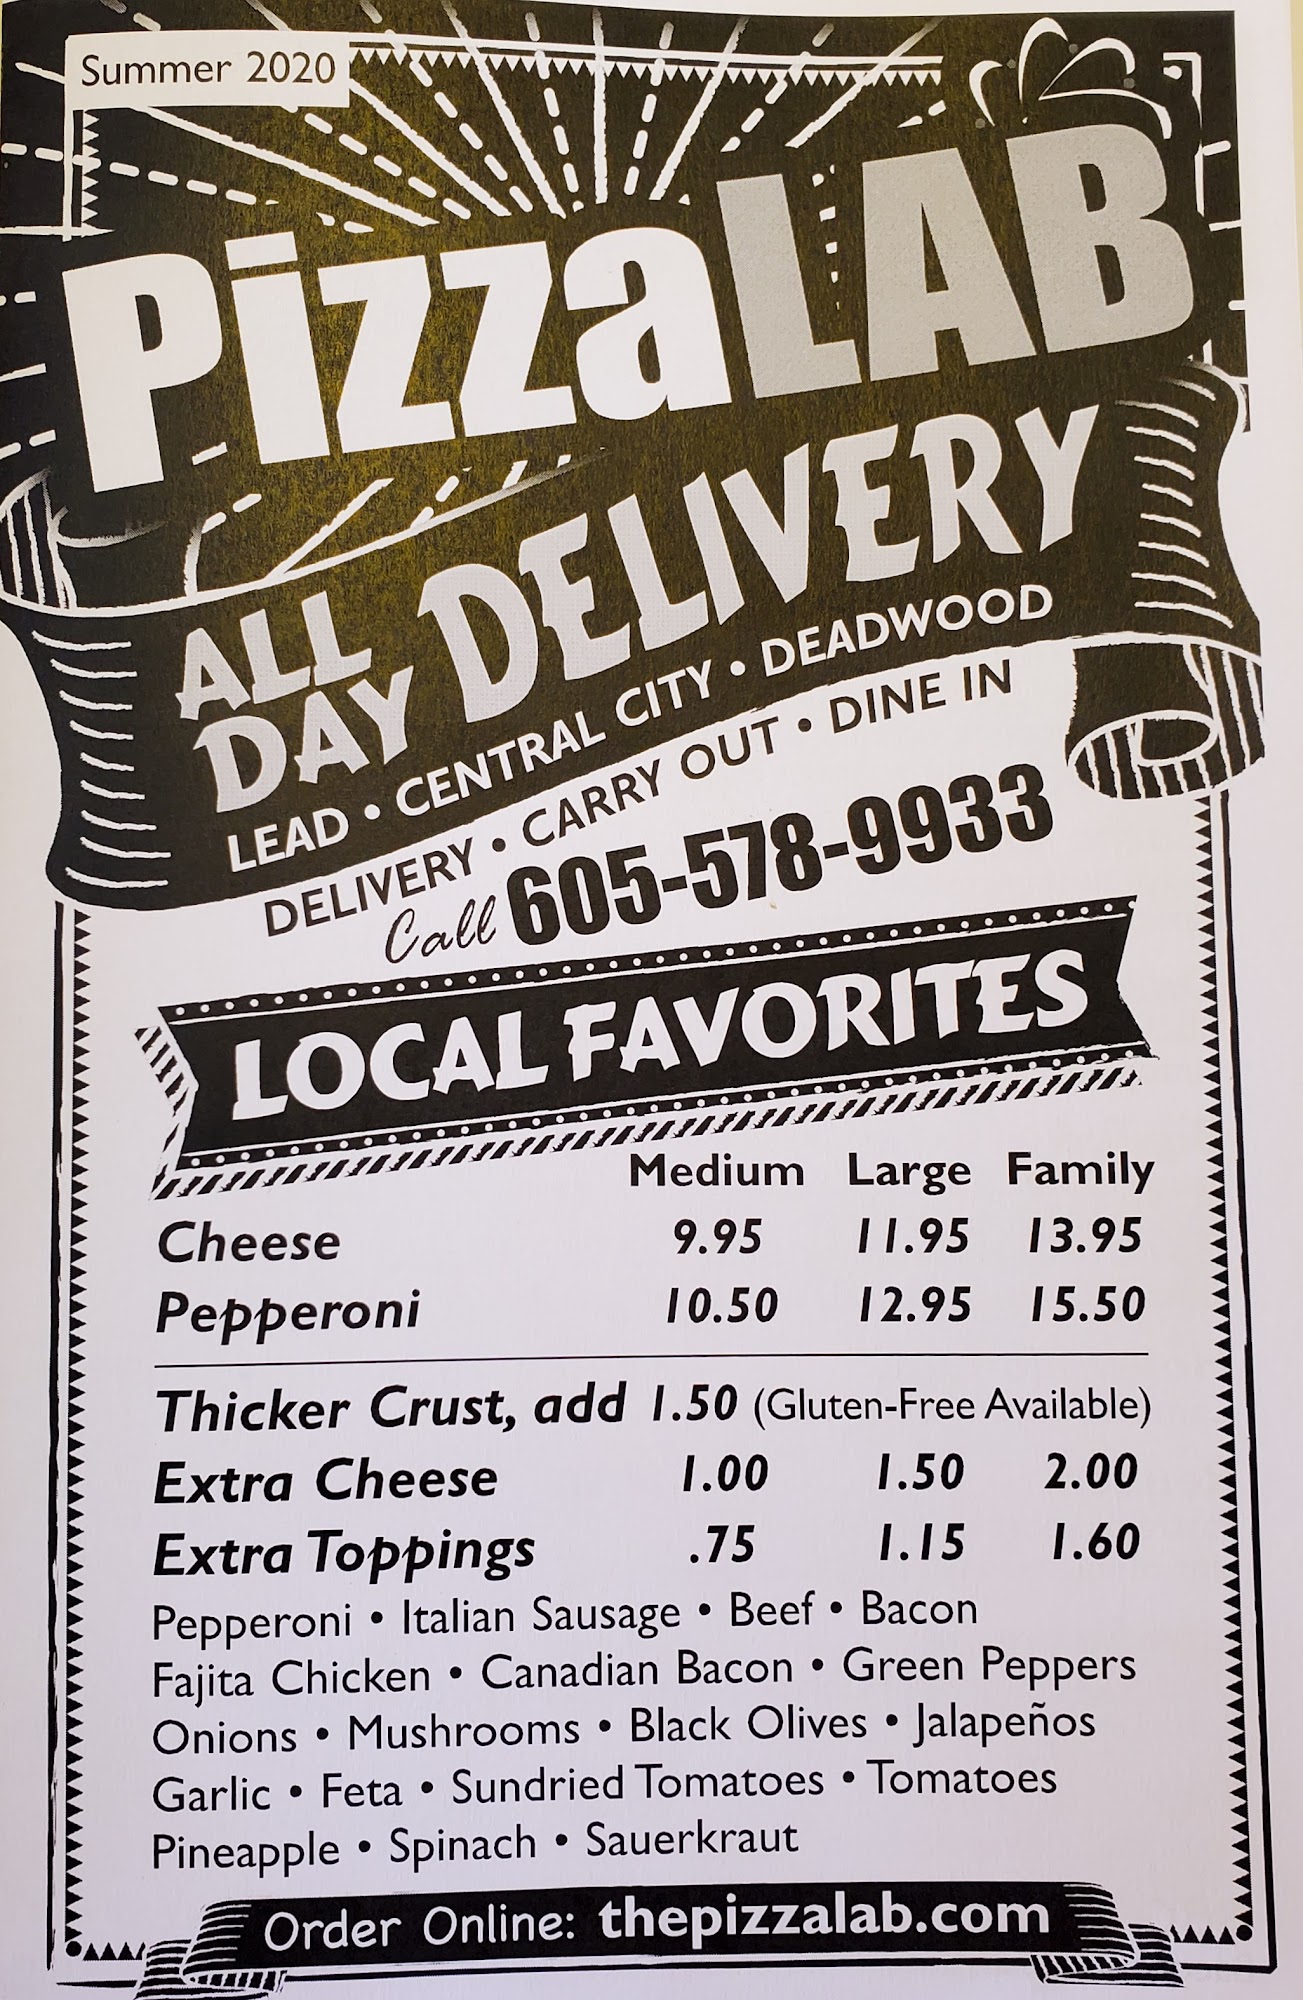 Summer 2020
PizzaLAB
ALL DAY DELIVERY
LEAD • CENTRAL CITY • DEADWOOD
DELIVERY • CARRY OUT • DINE IN
Call 605-578-9933
LOCAL FAVORITES
Medium Large Family
Cheese 9.95 11.95 13.95
Pepperoni 10.50 12.95 15.50
Thicker Crust, add 1.50 (Gluten-Free Available)
Extra Cheese 1.00 1.50 2.00
Extra Toppings .75 1.15 1.60
Pepperoni • Italian Sausage • Beef • Bacon
Fajita Chicken • Canadian Bacon • Green Peppers
Onions • Mushrooms • Black Olives • Jalapeños
Garlic • Feta • Sundried Tomatoes • Tomatoes
Pineapple • Spinach • Sauerkraut
Order Online: thepizzalab.com